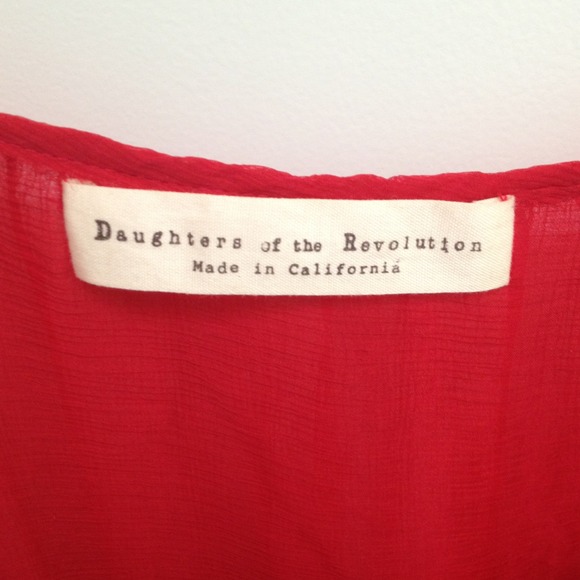 Daughters of the Revolution
Made in California